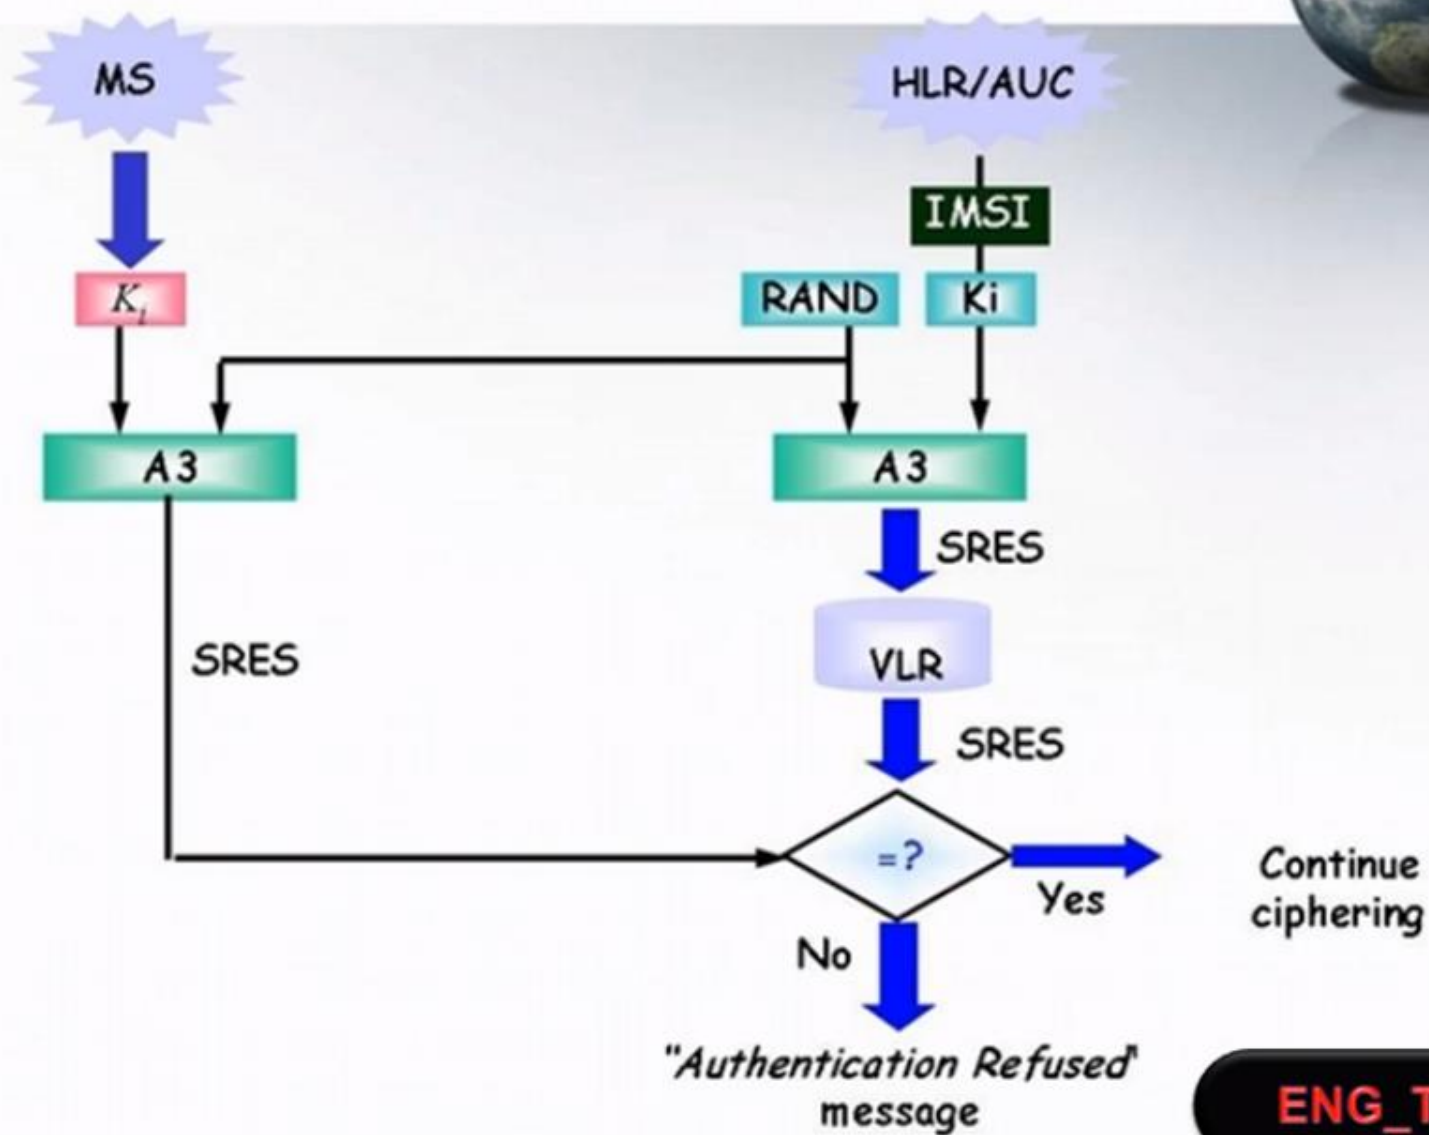 MS
HLR/AUC
IMSI
Ki
RAND
Ki
A3
A3
SRES
SRES
VLR
SRES
=?
Yes
Continue
ciphering
No
"Authentication Refused"
message